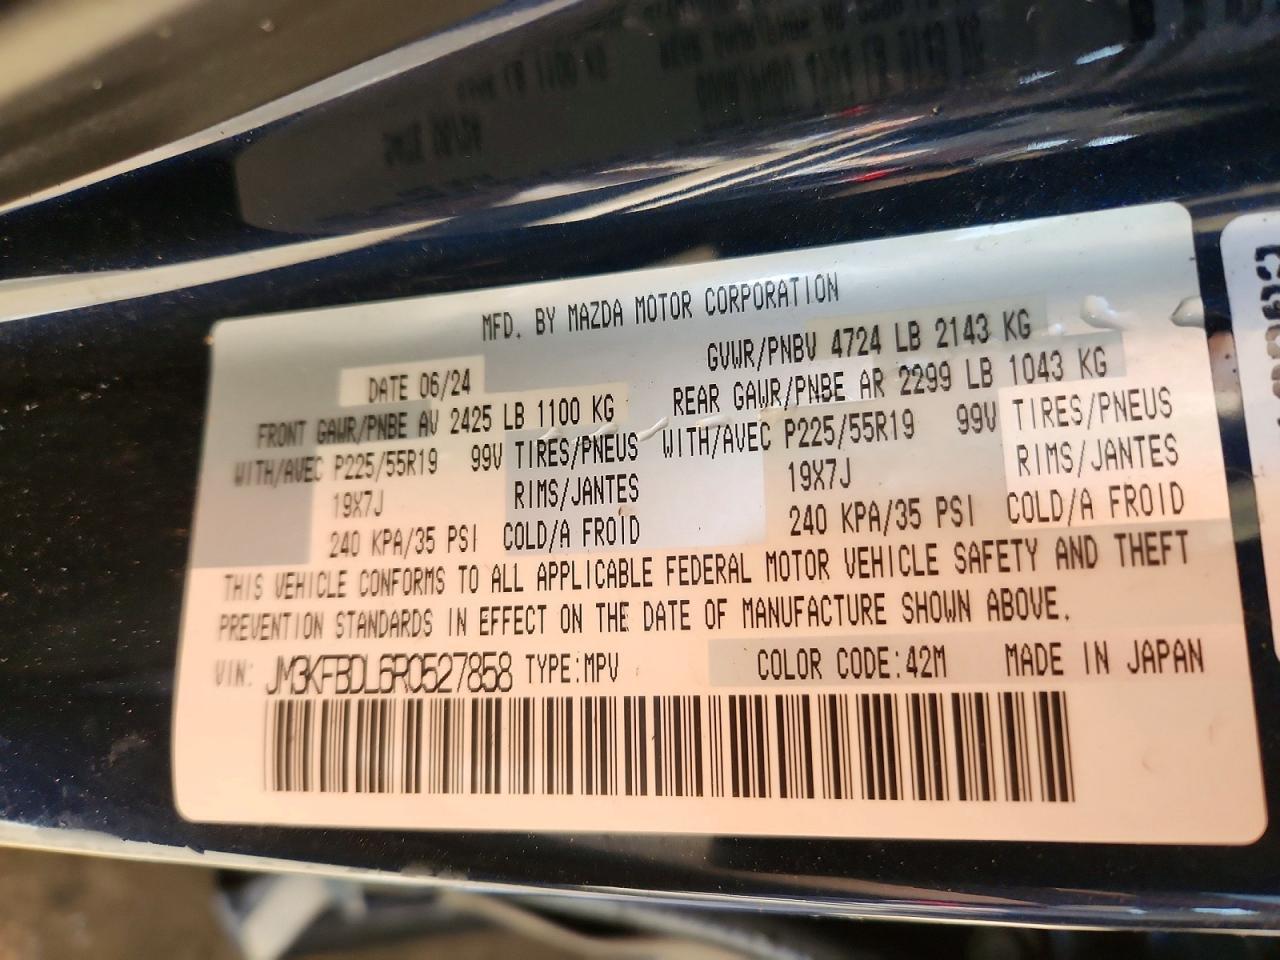 MFD. BY MAZDA MOTOR CORPORATION
DATE 06/24 GVWR/PNBV 4724 LB 2143 KG
FRONT GAWR/PNBE AV 2425 LB 1100 KG REAR GAWR/PNBE AR 2299 LB 1043 KG
WITH/AVEC P225/55R19 99V TIRES/PNEUS WITH/AVEC P225/55R19 99V TIRES/PNEUS
19X7J RIMS/JANTES 19X7J RIMS/JANTES
240 KPA/35 PSI COLD/A FROID 240 KPA/35 PSI COLD/A FROID
THIS VEHICLE CONFORMS TO ALL APPLICABLE FEDERAL MOTOR VEHICLE SAFETY AND THEFT
PREVENTION STANDARDS IN EFFECT ON THE DATE OF MANUFACTURE SHOWN ABOVE.
VIN: JM3KFBDL6R0527858 TYPE:MPV COLOR CODE:42M MADE IN JAPAN